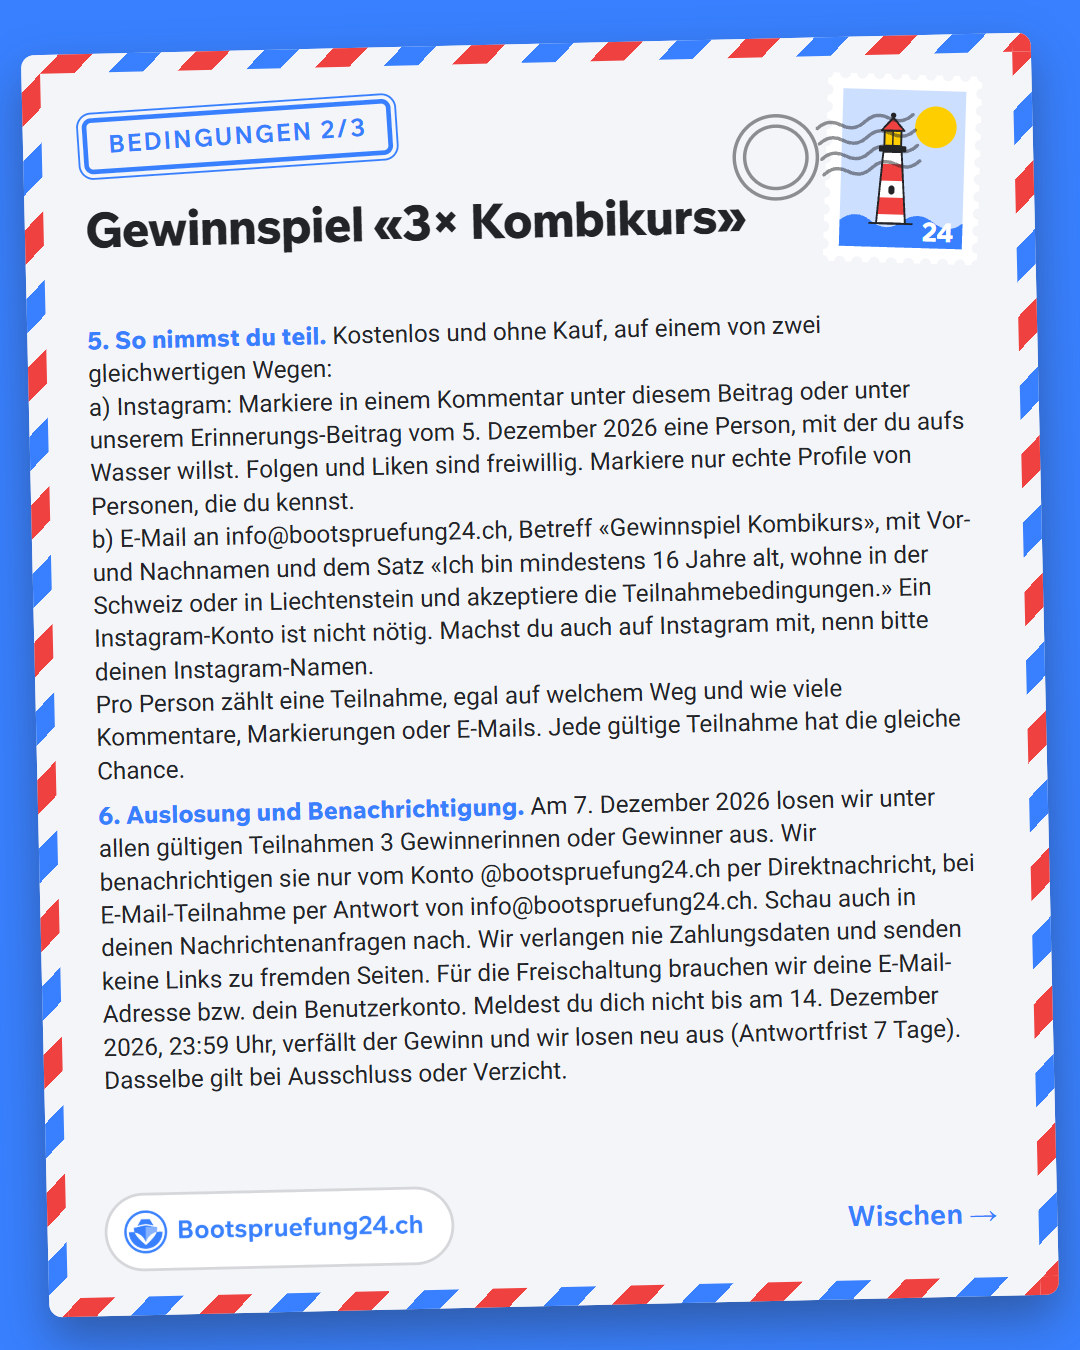 BEDINGUNGEN 2/3
Gewinnspiel «3× Kombikurs»
24
5. So nimmst du teil. Kostenlos und ohne Kauf, auf einem von zwei
gleichwertigen Wegen:
a) Instagram: Markiere in einem Kommentar unter diesem Beitrag oder unter
unserem Erinnerungs-Beitrag vom 5. Dezember 2026 eine Person, mit der du aufs
Wasser willst. Folgen und Liken sind freiwillig. Markiere nur echte Profile von
Personen, die du kennst.
b) E-Mail an info@bootspruefung24.ch, Betreff «Gewinnspiel Kombikurs», mit Vor-
und Nachnamen und dem Satz «Ich bin mindestens 16 Jahre alt, wohne in der
Schweiz oder in Liechtenstein und akzeptiere die Teilnahmebedingungen.» Ein
Instagram-Konto ist nicht nötig. Machst du auch auf Instagram mit, nenn bitte
deinen Instagram-Namen.
Pro Person zählt eine Teilnahme, egal auf welchem Weg und wie viele
Kommentare, Markierungen oder E-Mails. Jede gültige Teilnahme hat die gleiche
Chance.
6. Auslosung und Benachrichtigung. Am 7. Dezember 2026 losen wir unter
allen gültigen Teilnahmen 3 Gewinnerinnen oder Gewinner aus. Wir
benachrichtigen sie nur vom Konto @bootspruefung24.ch per Direktnachricht, bei
E-Mail-Teilnahme per Antwort von info@bootspruefung24.ch. Schau auch in
deinen Nachrichtenanfragen nach. Wir verlangen nie Zahlungsdaten und senden
keine Links zu fremden Seiten. Für die Freischaltung brauchen wir deine E-Mail-
Adresse bzw. dein Benutzerkonto. Meldest du dich nicht bis am 14. Dezember
2026, 23:59 Uhr, verfällt der Gewinn und wir losen neu aus (Antwortfrist 7 Tage).
Dasselbe gilt bei Ausschluss oder Verzicht.
Bootspruefung24.ch
Wischen →